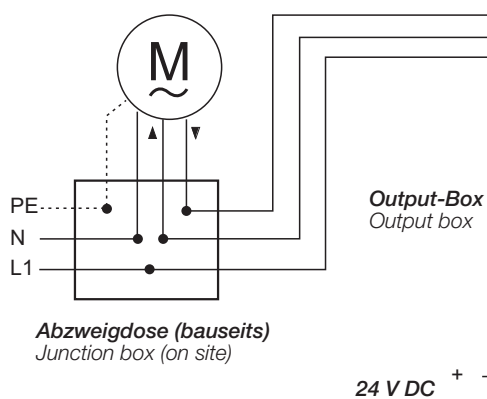 M
~
▲ ▼
PE
N
L1
Output-Box
Output box
Abzweigdose (bauseits)
Junction box (on site)
24 V DC + –